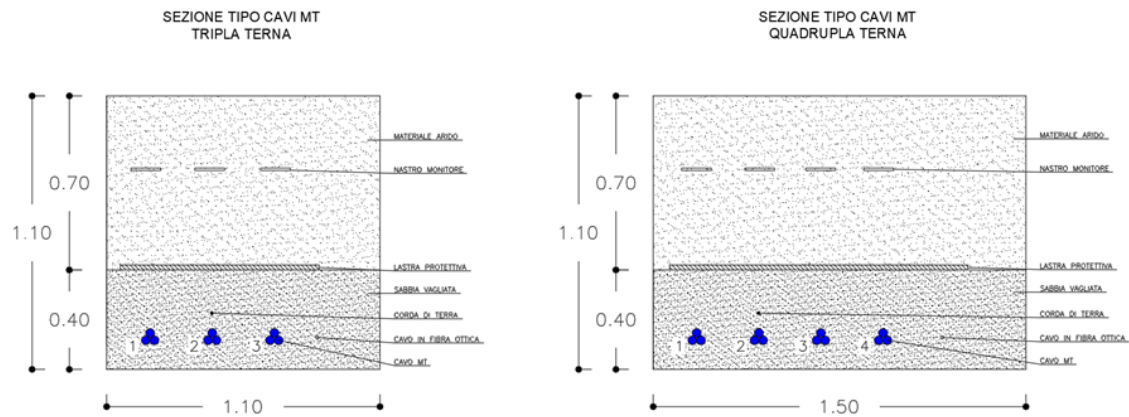 SEZIONE TIPO CAVI MT
TRIPLA TERNA
MATERIALE ARIDO
NASTRO MONITORE
0.70
1.10
LASTRA PROTETTIVA
SABBIA VAGLIATA
CORDA DI TERRA
0.40
1
2
3
CAVO IN FIBRA OTTICA
CAVO MT
1.10
SEZIONE TIPO CAVI MT
QUADRUPLA TERNA
MATERIALE ARIDO
NASTRO MONITORE
0.70
1.10
LASTRA PROTETTIVA
SABBIA VAGLIATA
CORDA DI TERRA
0.40
1
2
3
4
CAVO IN FIBRA OTTICA
CAVO MT
1.50